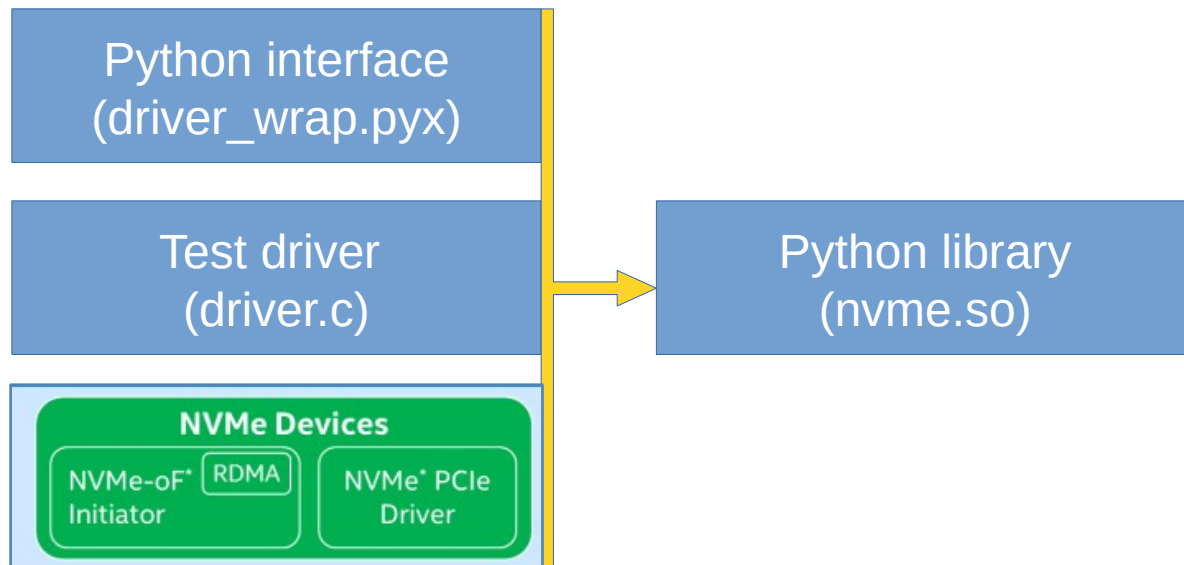 Python interface
(driver_wrap.pyx)
Test driver
(driver.c)
Python library
(nvme.so)
NVMe Devices
NVMe-oF* RDMA
Initiator
NVMe* PCIe
Driver